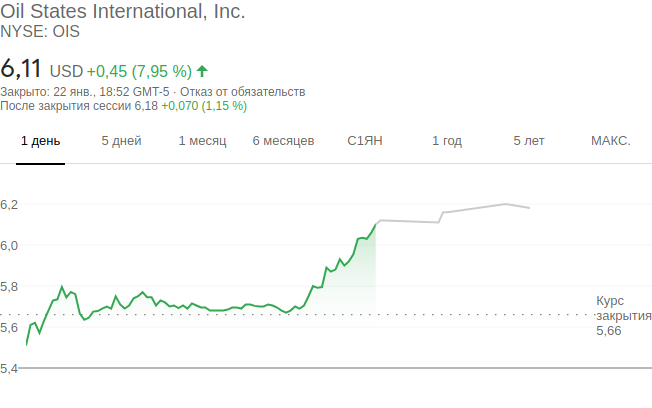 Oil States International, Inc.
NYSE: OIS
6,11 USD +0,45 (7,95 %)
Закрыто: 22 янв., 18:52 GMT-5 · Отказ от обязательств
После закрытия сессии 6,18 +0,070 (1,15 %)
1 день 5 дней 1 месяц 6 месяцев С1ЯН 1 год 5 лет МАКС.
6,2
6,0
5,8
5,6
5,4
Курс
закрытия
5,66